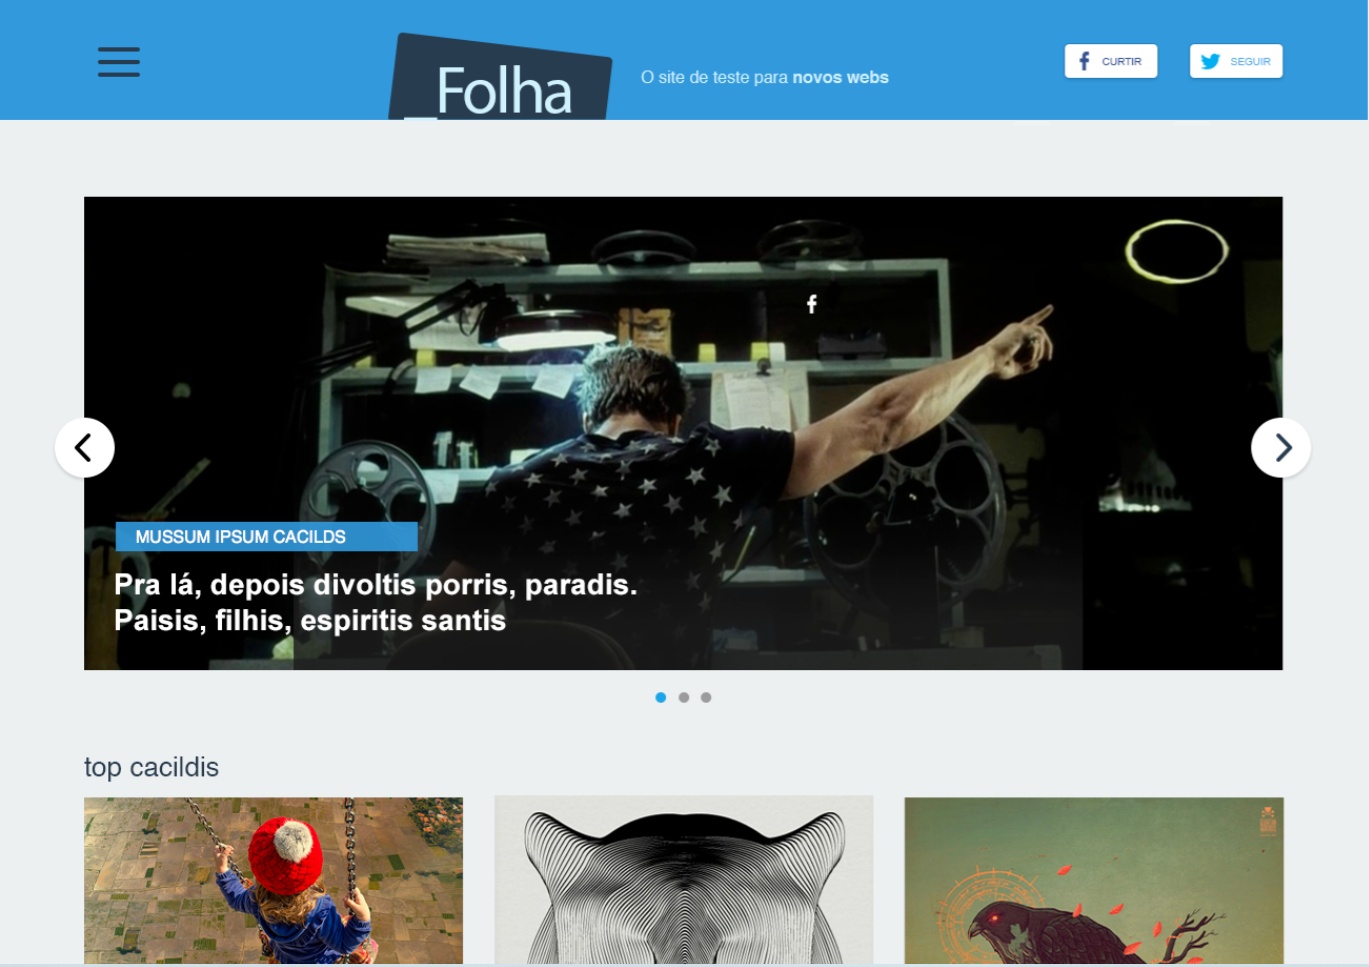 _Folha
O site de teste para novos webs
CURTIR
SEGUIR
MUSSUM IPSUM CACILDS
Pra lá, depois divoltis porris, paradis.
Paisis, filhis, espiritis santis
top cacildis